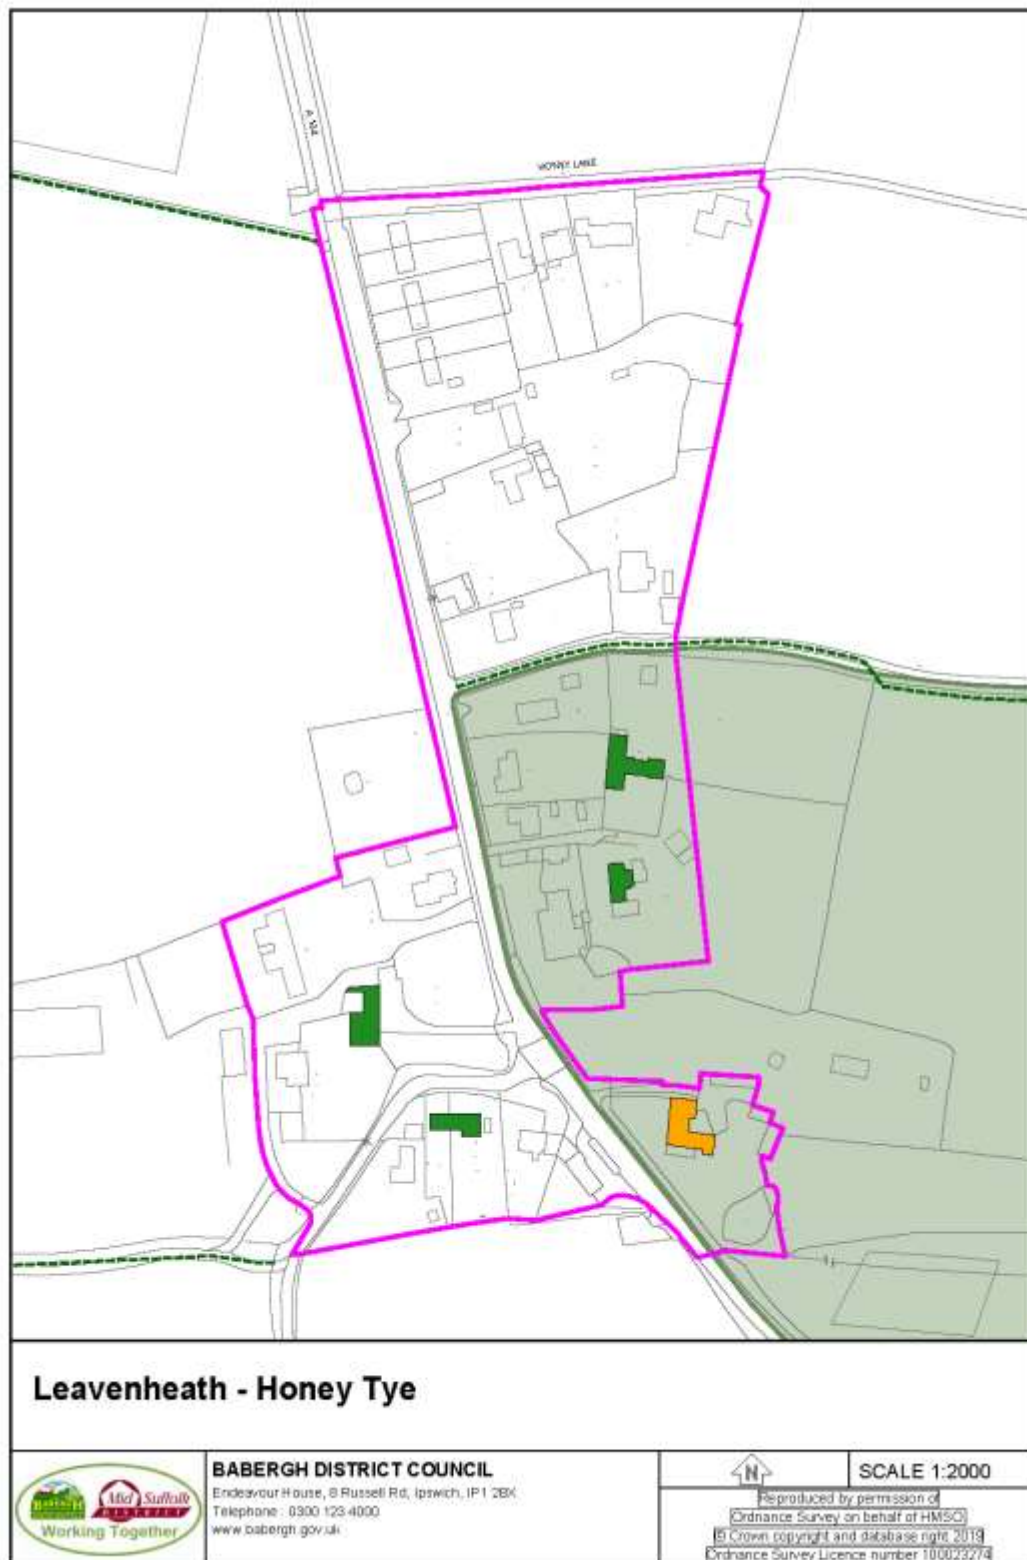 A 134
HONEY LANE
Leavenheath - Honey Tye
BABERGH
Mid Suffolk
DISTRICT
Working Together
BABERGH DISTRICT COUNCIL
Endeavour House, 8 Russell Rd, Ipswich, IP1 2BX
Telephone : 0300 123 4000
www.babergh.gov.uk
N
SCALE 1:2000
Reproduced by permission of
Ordnance Survey on behalf of HMSO
© Crown copyright and database right 2019
Ordnance Survey Licence number 100023274